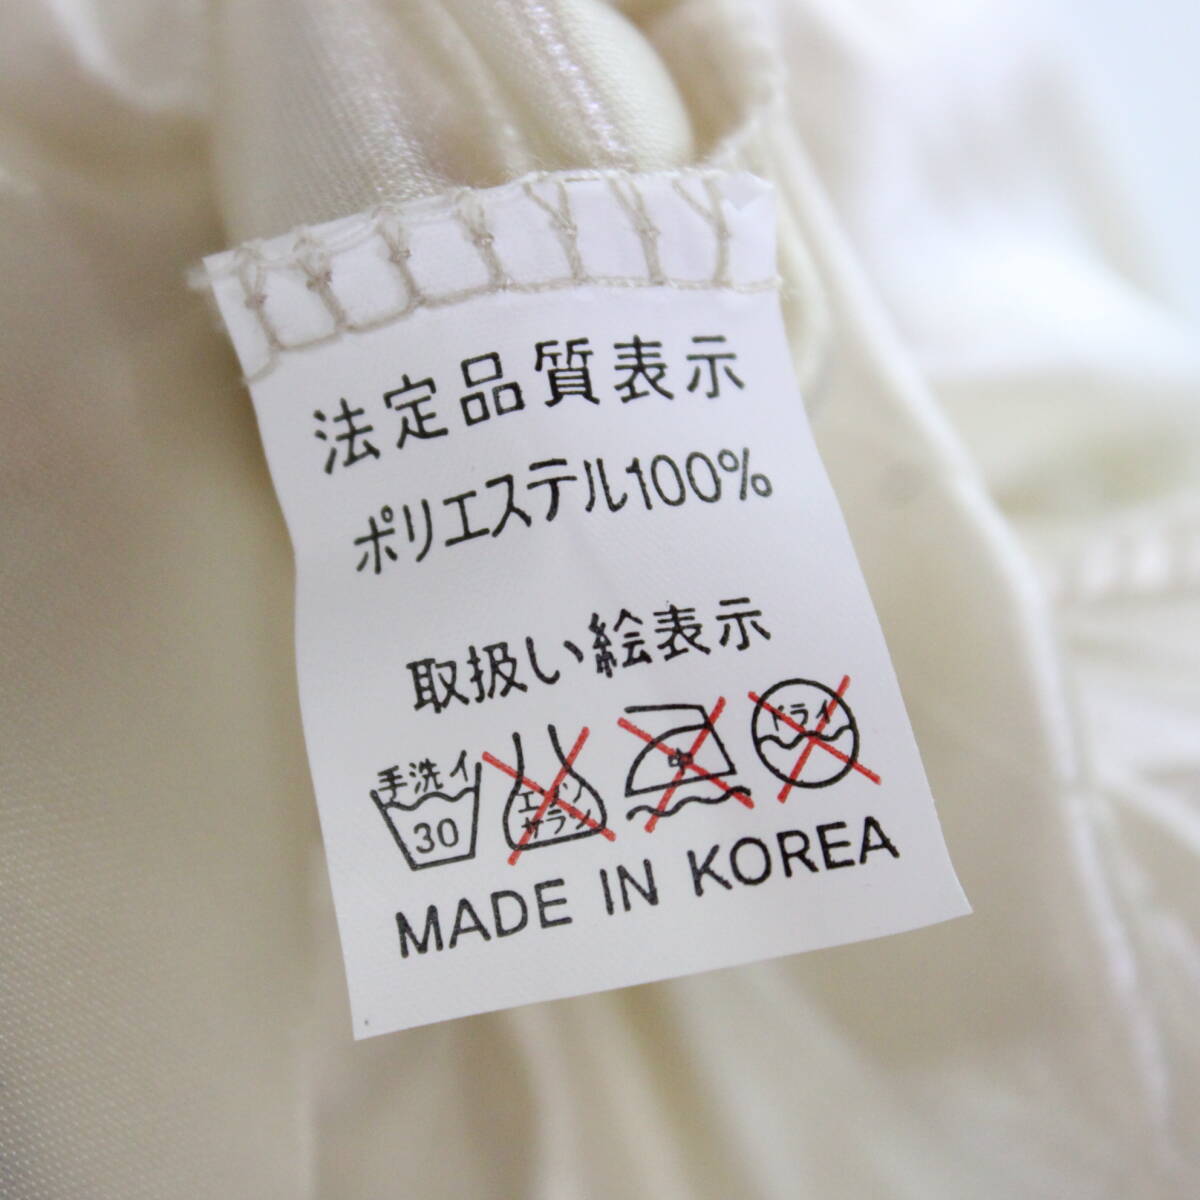 法定品質表示
ポリエステル100%
取扱い絵表示
手洗イ
30
エンソ
サラシ
中
ドライ
MADE IN KOREA